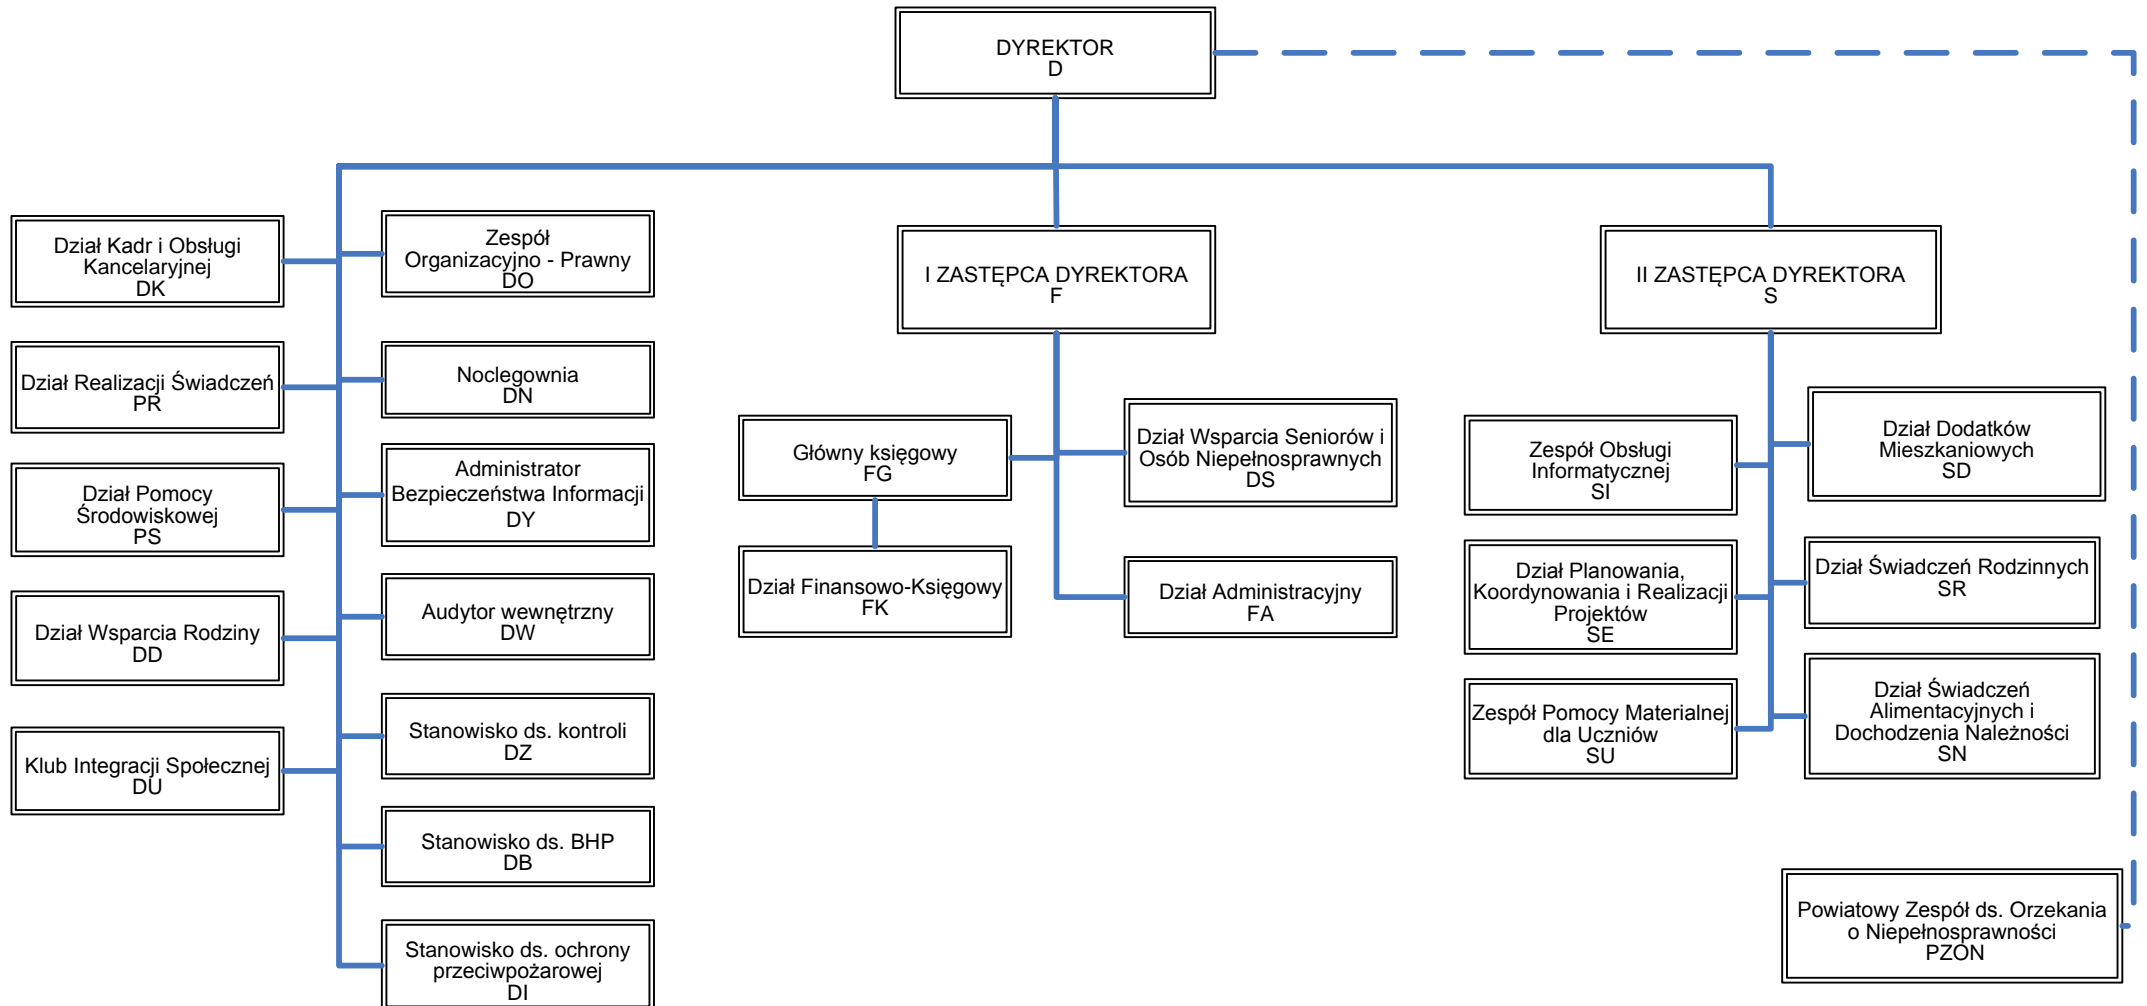 DYREKTOR
D
Dział Kadr i Obsługi
Kancelaryjnej
DK
Zespół
Organizacyjno - Prawny
DO
I ZASTĘPCA DYREKTORA
F
II ZASTĘPCA DYREKTORA
S
Dział Realizacji Świadczeń
PR
Noclegownia
DN
Główny księgowy
FG
Dział Wsparcia Seniorów i
Osób Niepełnosprawnych
DS
Zespół Obsługi
Informatycznej
SI
Dział Dodatków
Mieszkaniowych
SD
Dział Pomocy
Środowiskowej
PS
Administrator
Bezpieczeństwa Informacji
DY
Dział Finansowo-Księgowy
FK
Dział Administracyjny
FA
Dział Planowania,
Koordynowania i Realizacji
Projektów
SE
Dział Świadczeń Rodzinnych
SR
Dział Wsparcia Rodziny
DD
Audytor wewnętrzny
DW
Zespół Pomocy Materialnej
dla Uczniów
SU
Dział Świadczeń
Alimentacyjnych i
Dochodzenia Należności
SN
Klub Integracji Społecznej
DU
Stanowisko ds. kontroli
DZ
Stanowisko ds. BHP
DB
Stanowisko ds. ochrony
przeciwpożarowej
DI
Powiatowy Zespół ds. Orzekania
o Niepełnosprawności
PZON